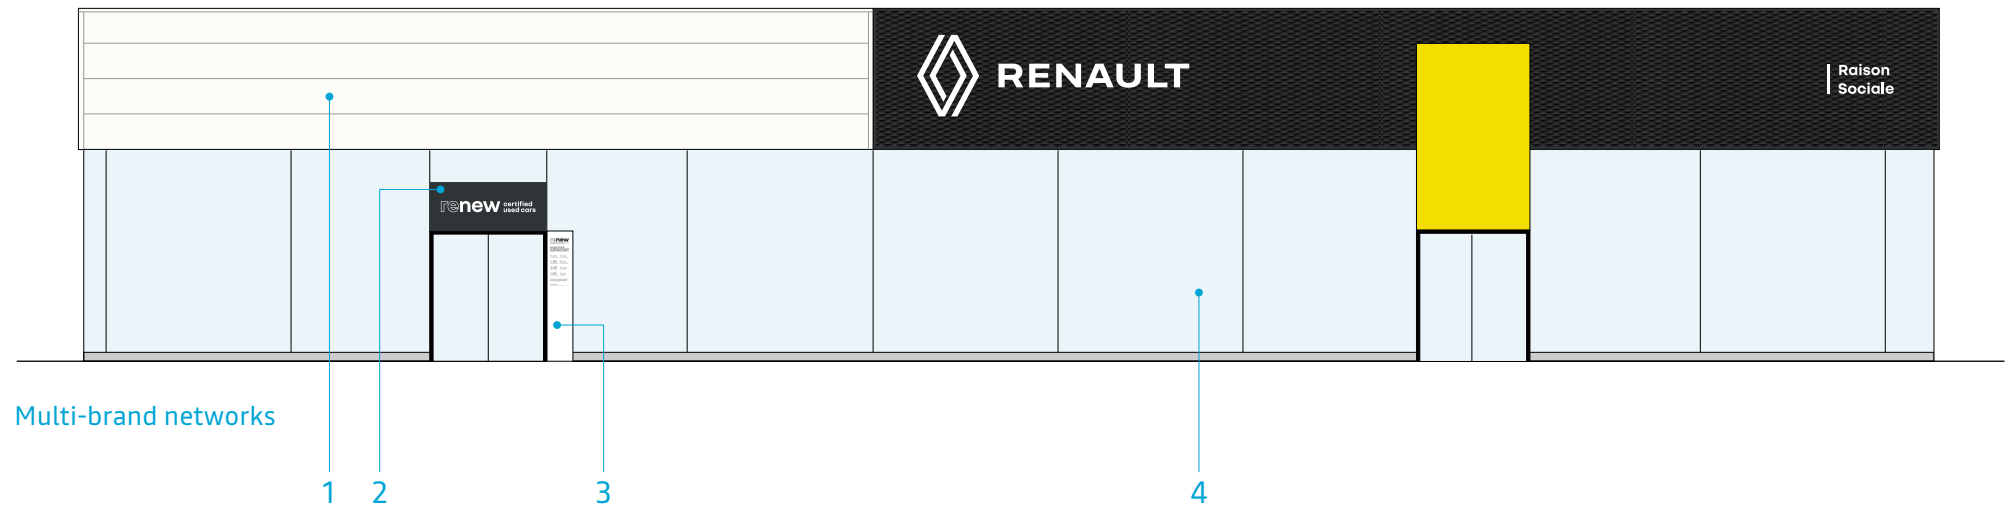 RENAULT
Raison
Sociale
renew certified
used cars
renew
Multi-brand networks
1 2 3 4